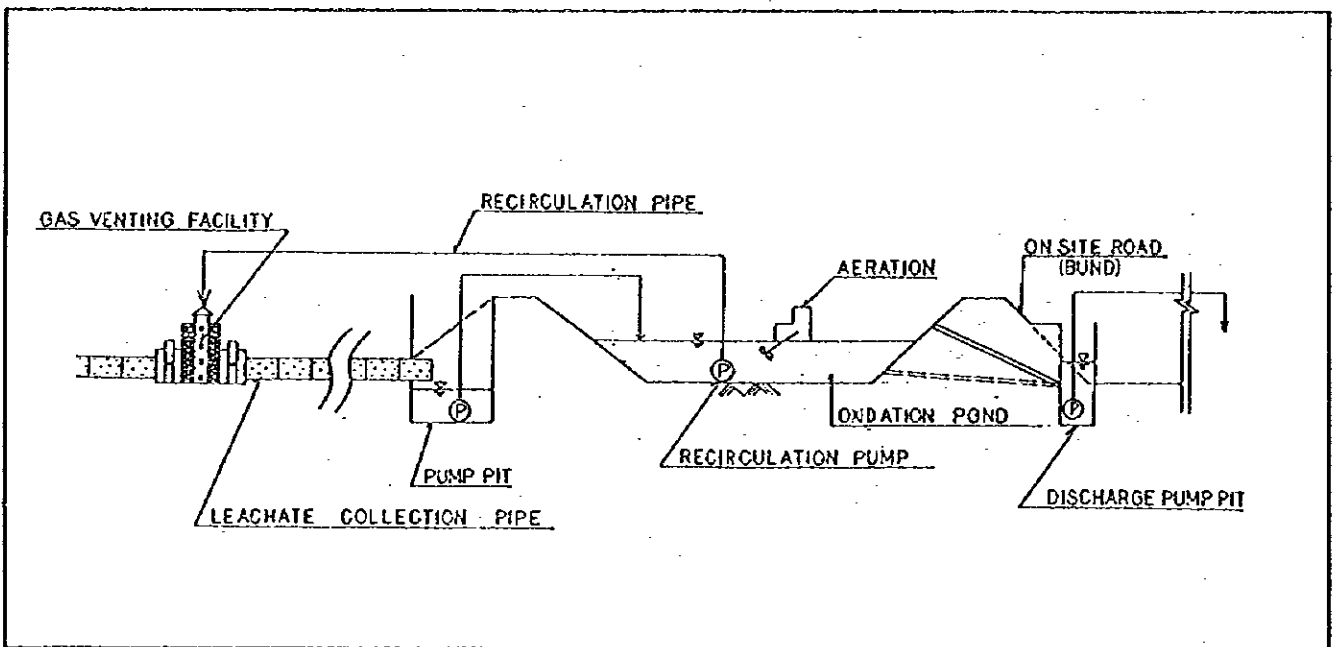 RECIRCULATION PIPE
GAS VENTING FACILITY
ON SITE ROAD
(BUND)
AERATION
P
P
P
OXIDATION POND
RECIRCULATION PUMP
PUMP PIT
DISCHARGE PUMP PIT
LEACHATE COLLECTION PIPE